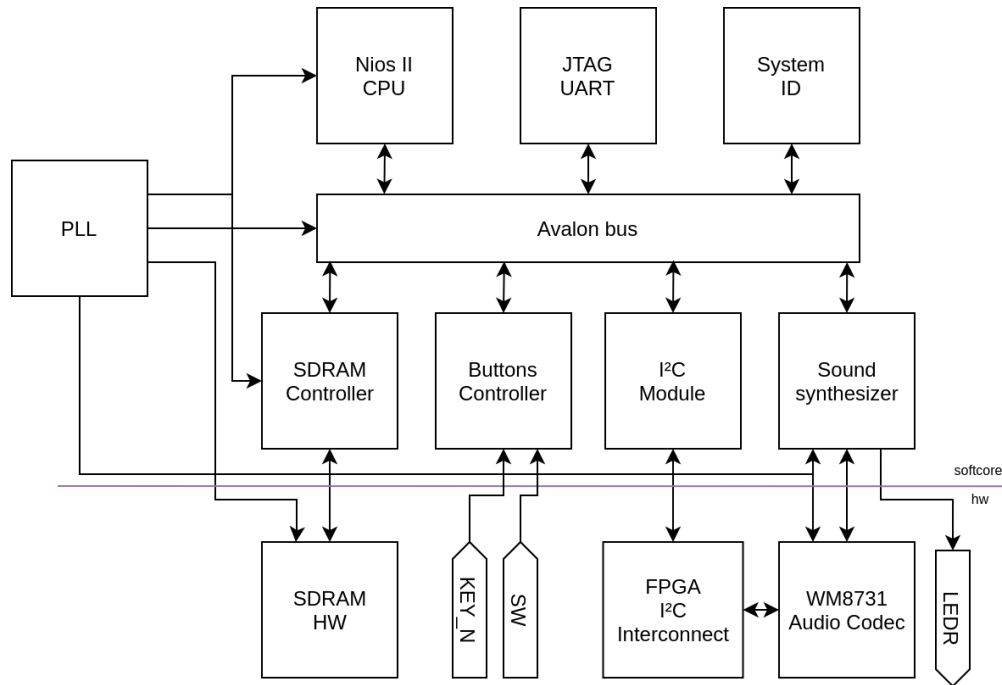 Nios II
CPU
JTAG
UART
System
ID
PLL
Avalon bus
SDRAM
Controller
Buttons
Controller
I²C
Module
Sound
synthesizer
softcore
hw
SDRAM
HW
KEY_N
SW
FPGA
I²C
Interconnect
WM8731
Audio Codec
LEDR